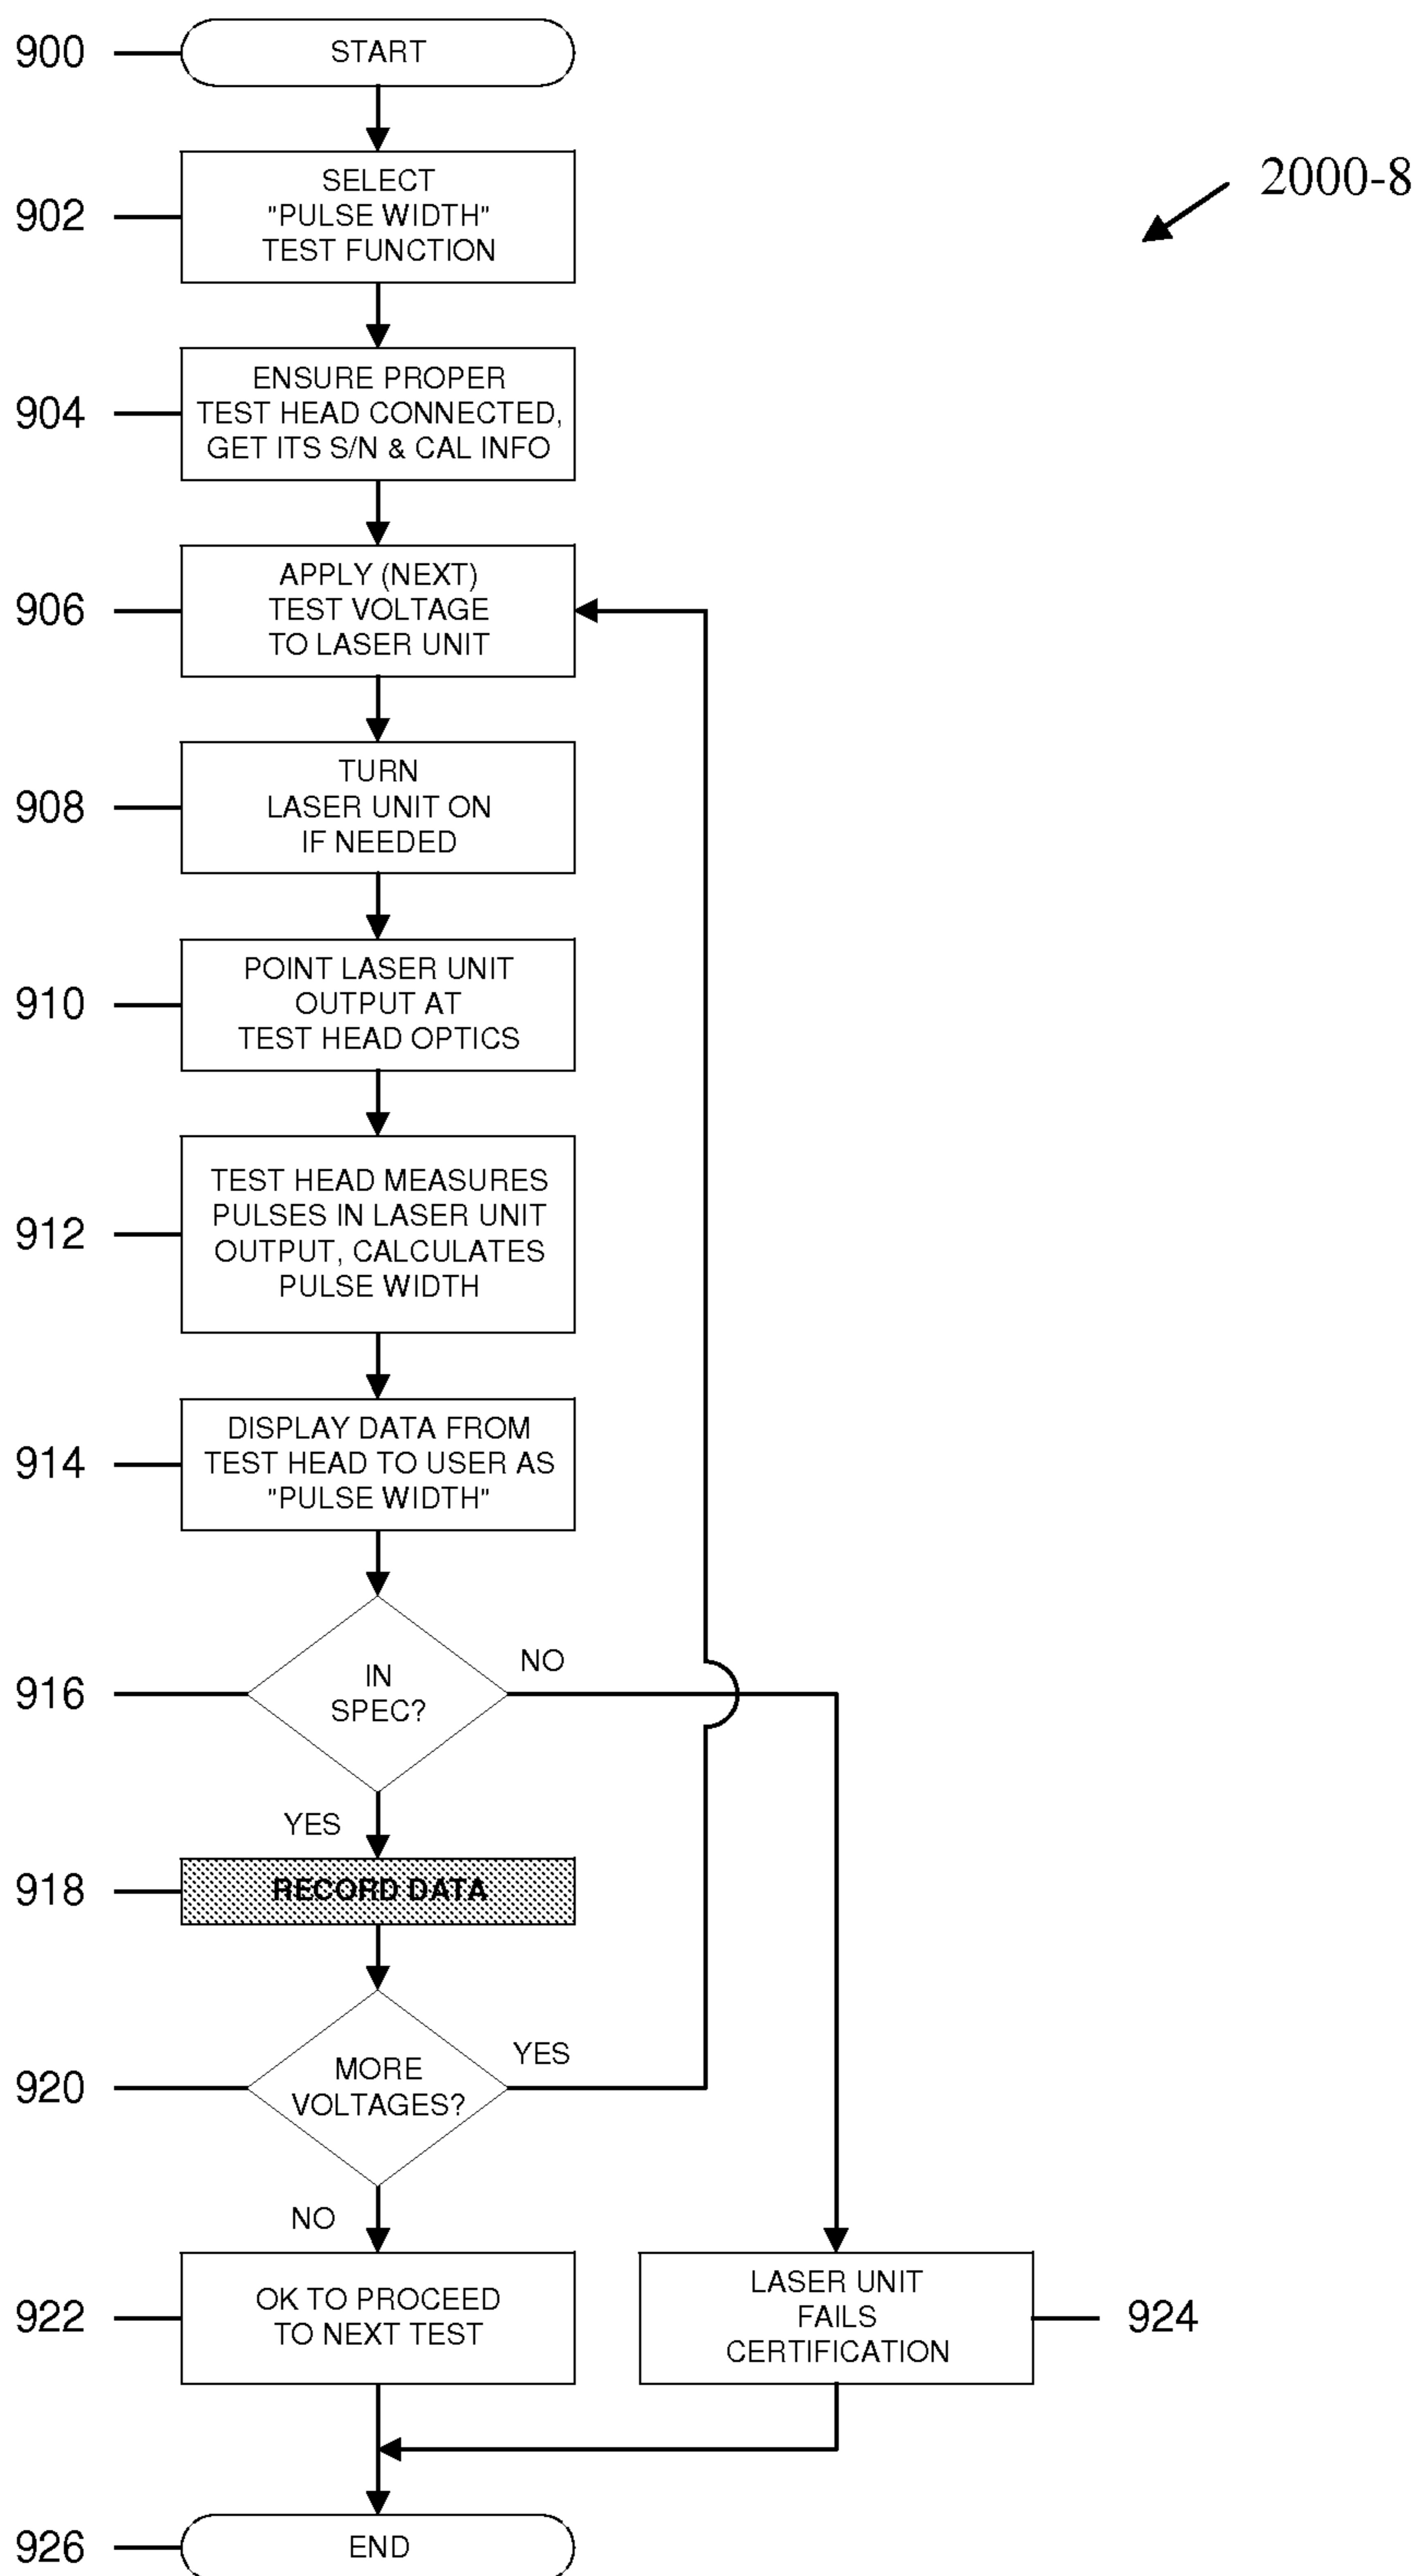 900
START
2000-8
902
SELECT
"PULSE WIDTH"
TEST FUNCTION
904
ENSURE PROPER
TEST HEAD CONNECTED,
GET ITS S/N & CAL INFO
906
APPLY (NEXT)
TEST VOLTAGE
TO LASER UNIT
908
TURN
LASER UNIT ON
IF NEEDED
910
POINT LASER UNIT
OUTPUT AT
TEST HEAD OPTICS
912
TEST HEAD MEASURES
PULSES IN LASER UNIT
OUTPUT, CALCULATES
PULSE WIDTH
914
DISPLAY DATA FROM
TEST HEAD TO USER AS
"PULSE WIDTH"
916
IN
SPEC?
NO
YES
918
RECORD DATA
920
MORE
VOLTAGES?
YES
NO
922
OK TO PROCEED
TO NEXT TEST
LASER UNIT
FAILS
CERTIFICATION
924
926
END